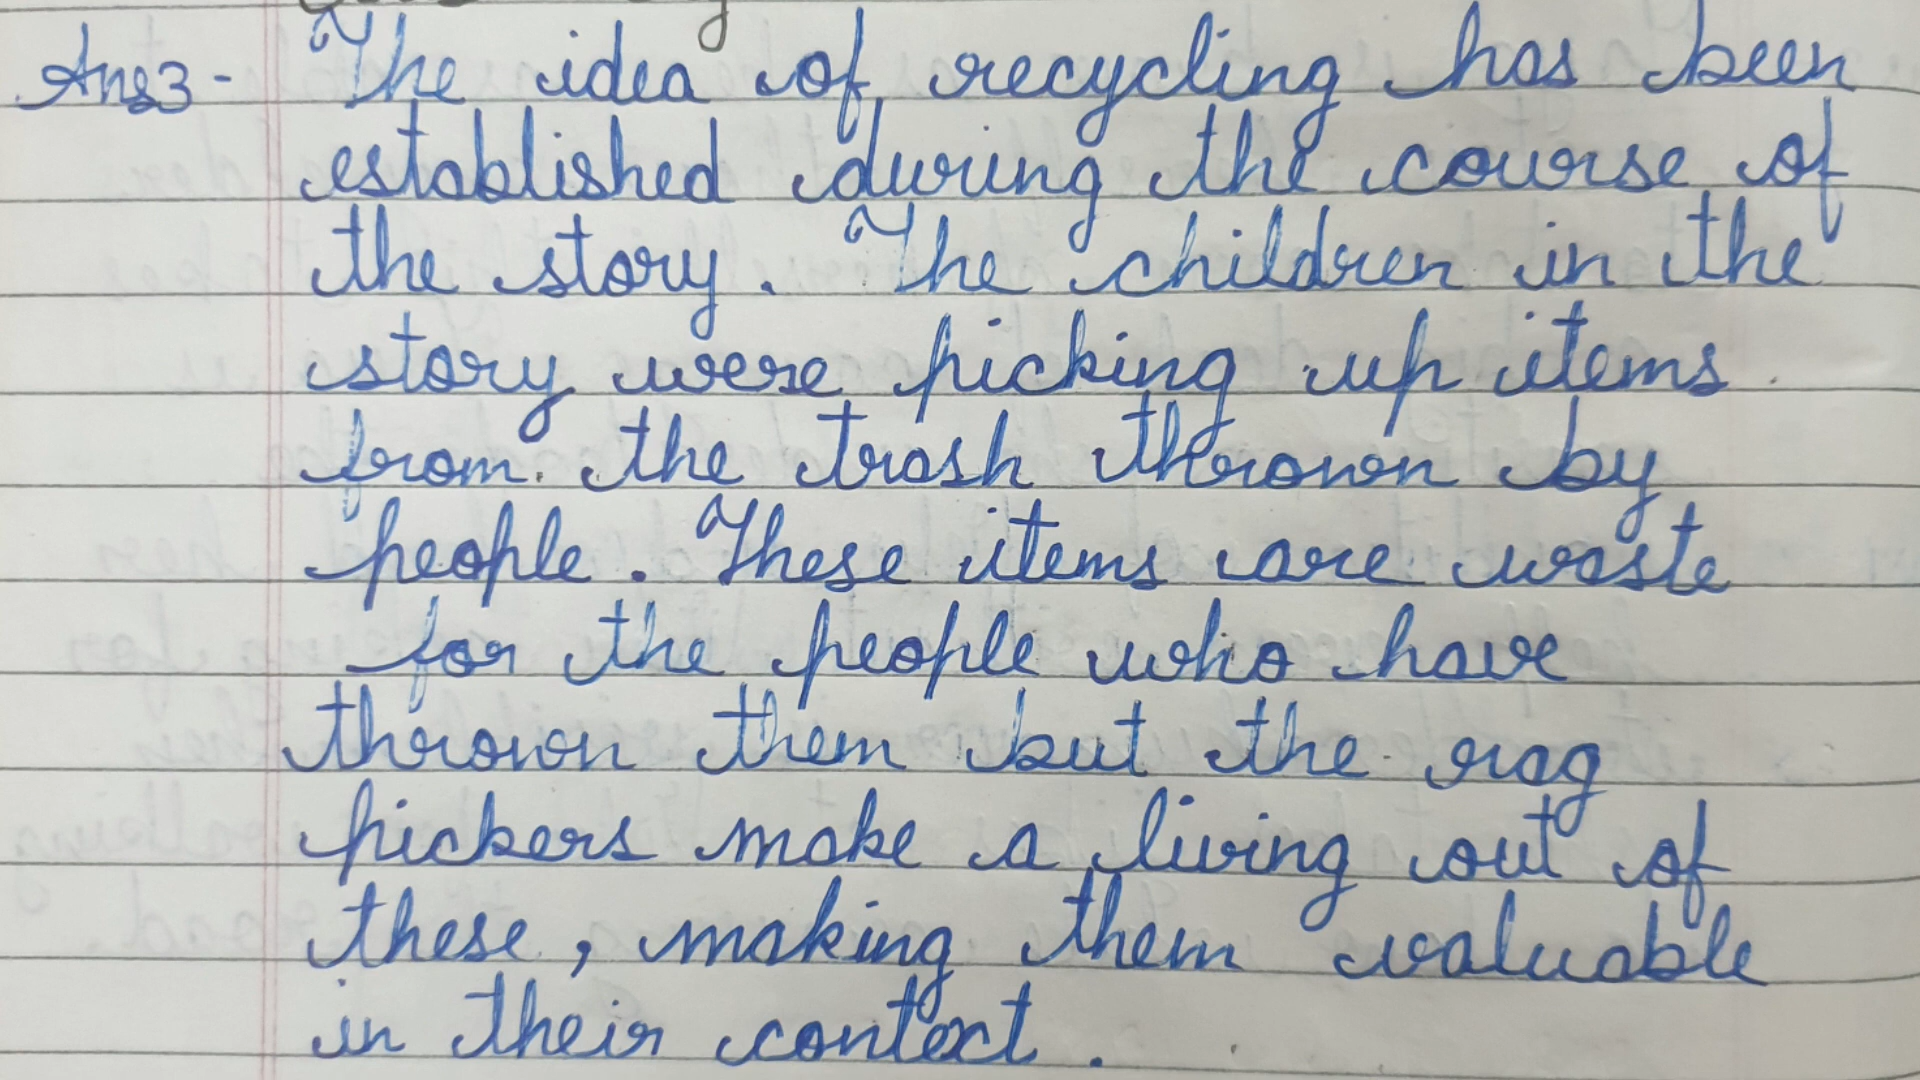 Ans3- The idea of recycling has been
established during the course of
the story. The children in the
story were picking up items
from the trash thrown by
people. These items are waste
for the people who have
thrown them but the rag
pickers make a living out of
these, making them valuable
in their context.